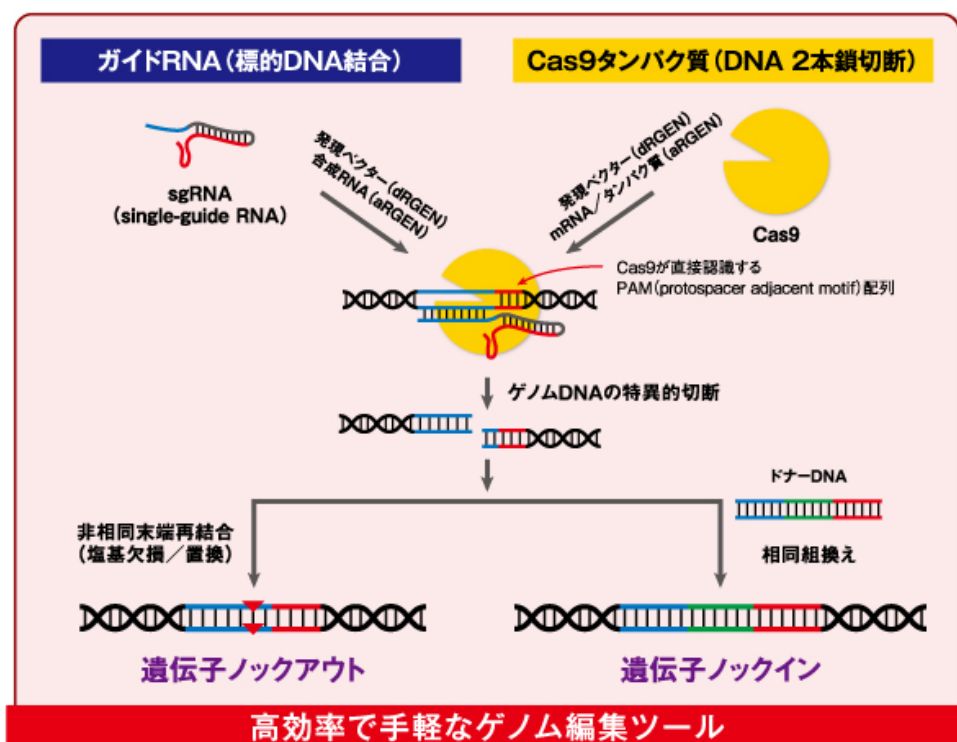 ガイドRNA(標的DNA結合)
Cas9タンパク質(DNA 2本鎖切断)
sgRNA
(single-guide RNA)
発現ベクター(dRGEN)
合成RNA(aRGEN)
発現ベクター(dRGEN)
mRNA/タンパク質(aRGEN)
Cas9
Cas9が直接認識する
PAM(protospacer adjacent motif)配列
ゲノムDNAの特異的切断
ドナーDNA
非相同末端再結合
(塩基欠損/置換)
相同組換え
遺伝子ノックアウト
遺伝子ノックイン
高効率で手軽なゲノム編集ツール